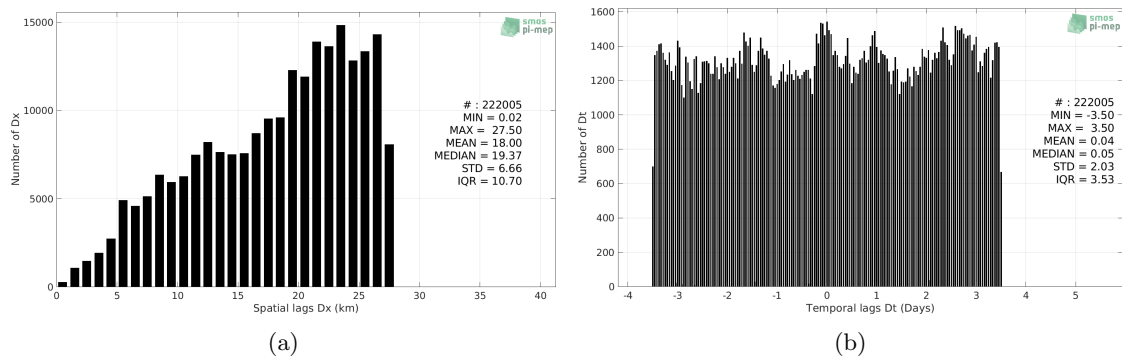 15000
10000
5000
0
Number of Dx
0 5 10 15 20 25 30 35 40
Spatial lags Dx (km)
smos
pi-mep
# : 222005
MIN = 0.02
MAX = 27.50
MEAN = 18.00
MEDIAN = 19.37
STD = 6.66
IQR = 10.70
(a)
1600
1400
1200
1000
800
600
400
200
0
Number of Dt
-4 -3 -2 -1 0 1 2 3 4 5
Temporal lags Dt (Days)
smos
pi-mep
# : 222005
MIN = -3.50
MAX = 3.50
MEAN = 0.04
MEDIAN = 0.05
STD = 2.03
IQR = 3.53
(b)